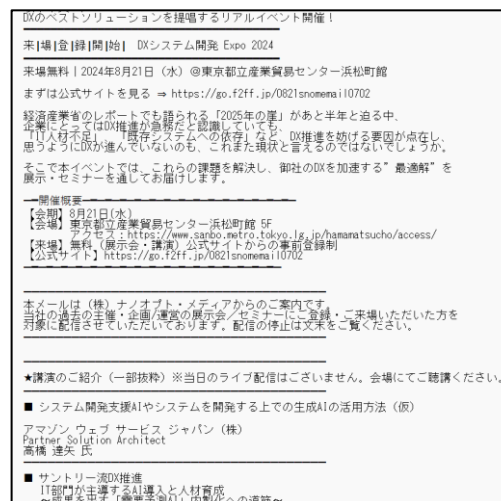 DXのベストソリューションを提唱するリアルイベント開催!
来|場|登|録|開|始| DXシステム開発 Expo 2024
来場無料|2024年8月21日(水)@東京都立産業貿易センター浜松町館
まずは公式サイトを見る ⇒ https://go.f2ff.jp/0821snomemail0702
経済産業省のレポートでも語られる「2025年の崖」があと半年と迫る中、
企業にとってはDX推進が急務だと認識していても、
「IT人材不足」 「既存システムへの依存」など、DX推進を妨げる要因が点在し、
思うようにDXが進んでいないのも、これまた現状と言えるのではないでしょうか。
そこで本イベントでは、これらの課題を解決し、御社のDXを加速する”最適解”を
展示・セミナーを通してお届けします。
―=開催概要―=―=―=―=―=―=―=―=―=―=―
【会期】8月21日(水)
【会場】東京都立産業貿易センター浜松町館 5F
アクセス:https://www.sanbo.metro.tokyo.lg.jp/hamamatsucho/access/
【来場】無料(展示会・講演)公式サイトからの事前登録制
【公式サイト】https://go.f2ff.jp/0821snomemail0702
本メールは(株)ナノオプト・メディアからのご案内です。
当社の過去の主催・企画/運営の展示会/セミナーにご登録・ご来場いただいた方を
対象に配信させていただいております。配信の停止は文末をご覧ください。
★講演のご紹介(一部抜粋)※当日のライブ配信はございません。会場にてご聴講ください。
■ システム開発支援AIやシステムを開発する上での生成AIの活用方法(仮)
アマゾン ウェブ サービス ジャパン(株)
Partner Solution Architect
髙橋 達矢 氏
■ サントリー流DX推進
IT部門が主導するAI導入と人材育成
~成果を出す「需要予測AI」内製化への道筋~